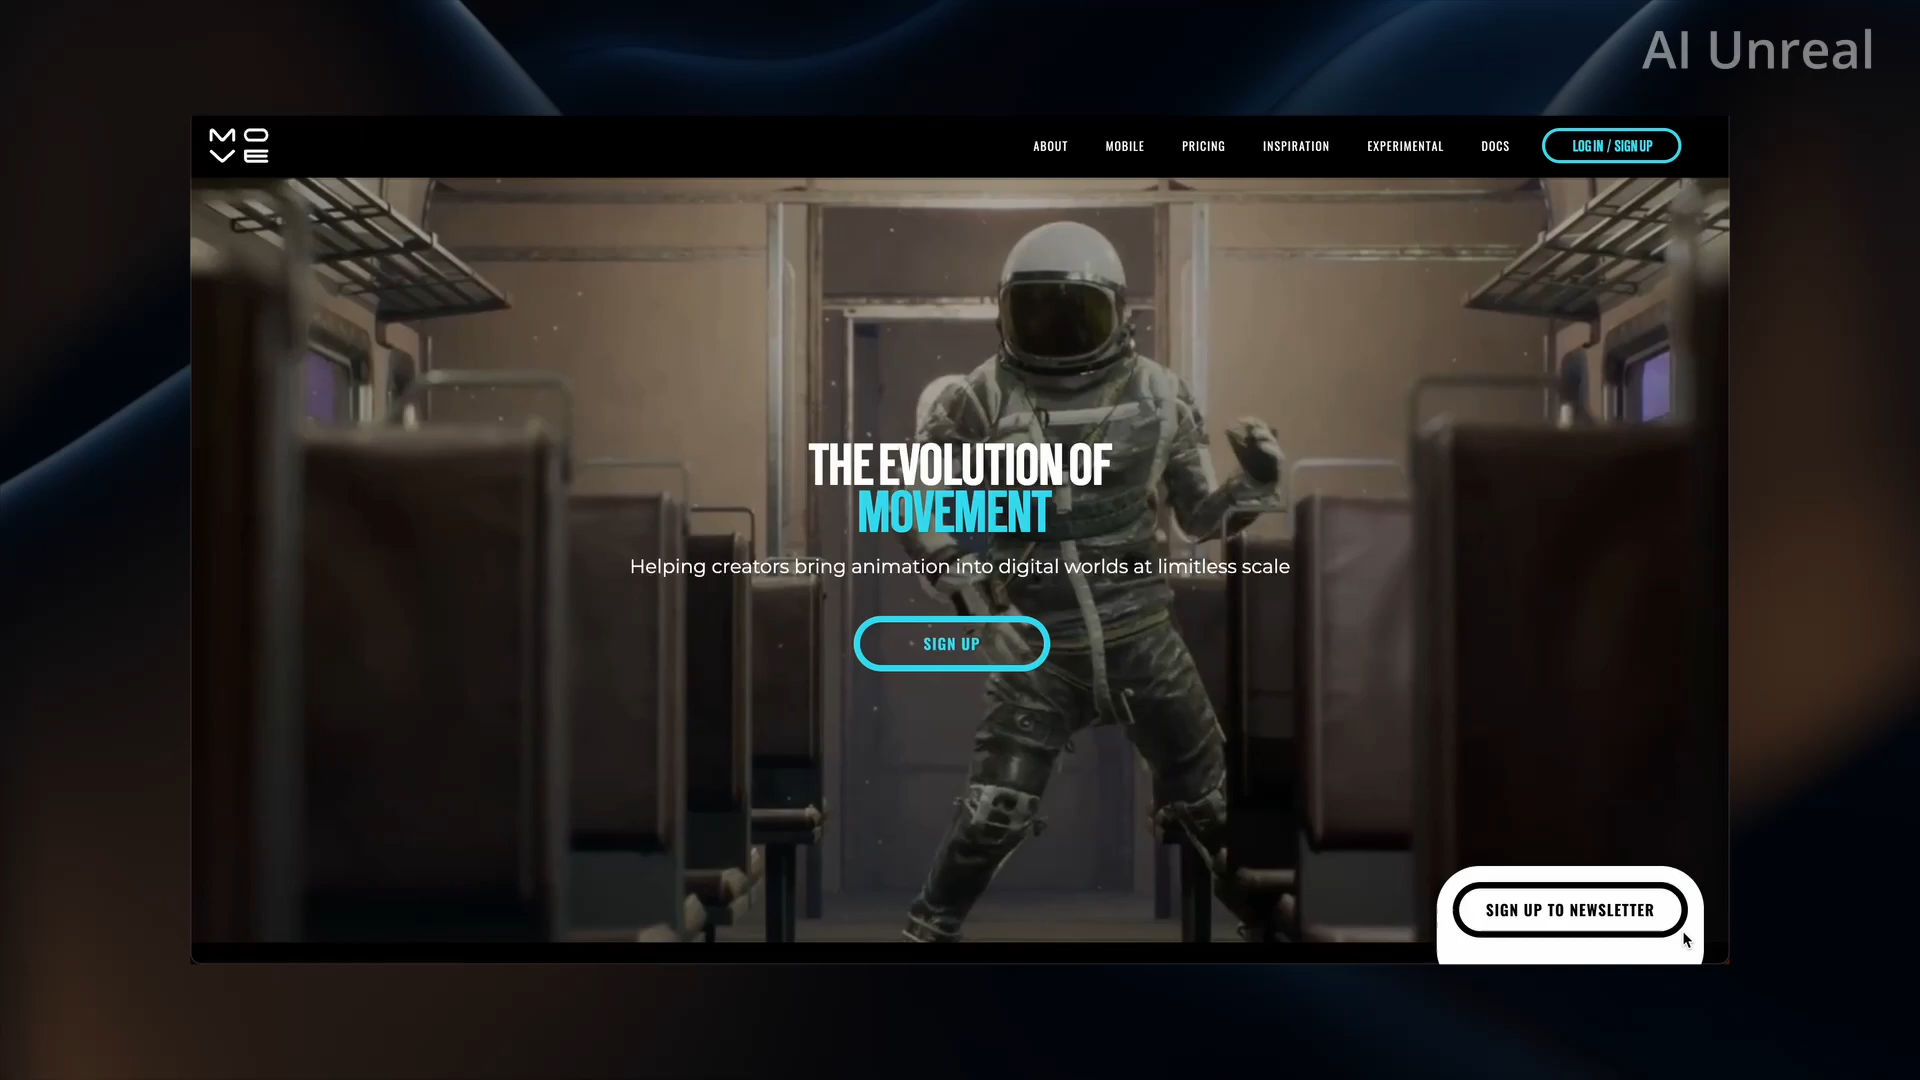 AI Unreal
MOVE
ABOUT
MOBILE
PRICING
INSPIRATION
EXPERIMENTAL
DOCS
LOG IN / SIGN UP
THE EVOLUTION OF
MOVEMENT
Helping creators bring animation into digital worlds at limitless scale
SIGN UP
SIGN UP TO NEWSLETTER